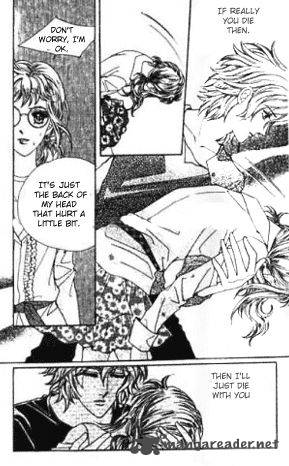 DON'T
WORRY, I'M
OK.
IF REALLY
YOU DIE
THEN.
IT'S JUST
THE BACK OF
MY HEAD
THAT HURT A
LITTLE BIT.
THEN I'LL
JUST DIE
WITH YOU
mangareader.net